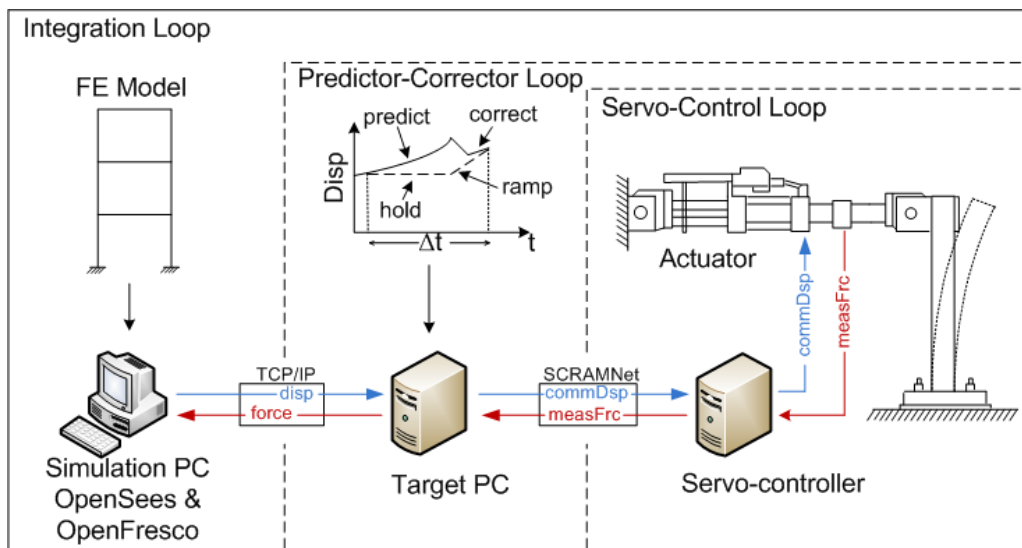 Integration Loop
FE Model
Predictor-Corrector Loop
predict
correct
Disp
hold
ramp
Δt
t
Servo-Control Loop
Actuator
commDsp
measFrc
TCP/IP
disp
force
SCRAMNet
commDsp
measFrc
Simulation PC
OpenSees &
OpenFresco
Target PC
Servo-controller